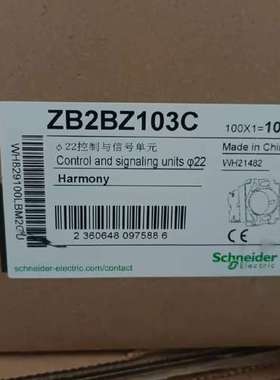 ZB2BZ103C
100X1=10
φ22控制与信号单元
Control and signaling units φ22
Made in Chi
WH21482
Harmony
2 360648 097588 6
CE
Schneider
Electric
schneider-electric.com/contact